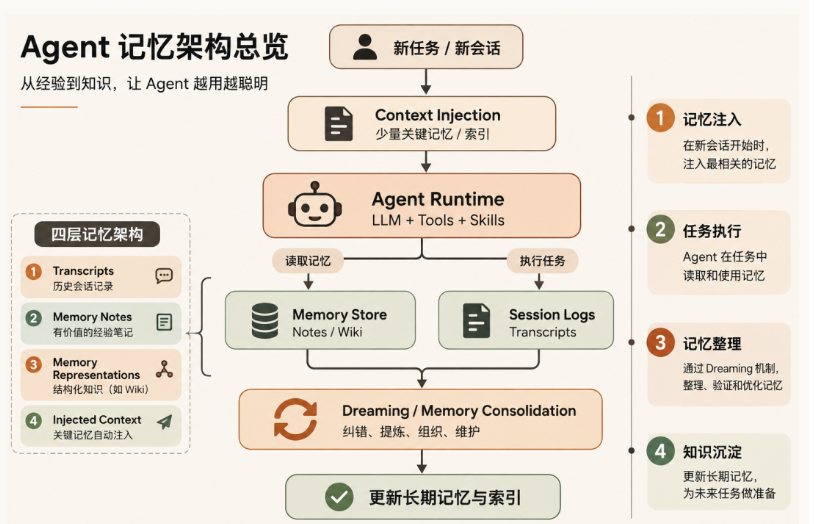 Agent 记忆架构总览
从经验到知识，让 Agent 越用越聪明
新任务 / 新会话
Context Injection
少量关键记忆 / 索引
Agent Runtime
LLM + Tools + Skills
读取记忆
执行任务
Memory Store
Notes / Wiki
Session Logs
Transcripts
Dreaming / Memory Consolidation
纠错、提炼、组织、维护
更新长期记忆与索引
四层记忆架构
1 Transcripts
历史会话记录
2 Memory Notes
有价值的经验笔记
3 Memory
Representations
结构化知识（如 Wiki）
4 Injected Context
关键记忆自动注入
1 记忆注入
在新会话开始时，
注入最相关的记忆
2 任务执行
Agent 在任务中
读取和使用记忆
3 记忆整理
通过 Dreaming 机制，
整理、验证和优化记忆
4 知识沉淀
更新长期记忆，
为未来任务做准备